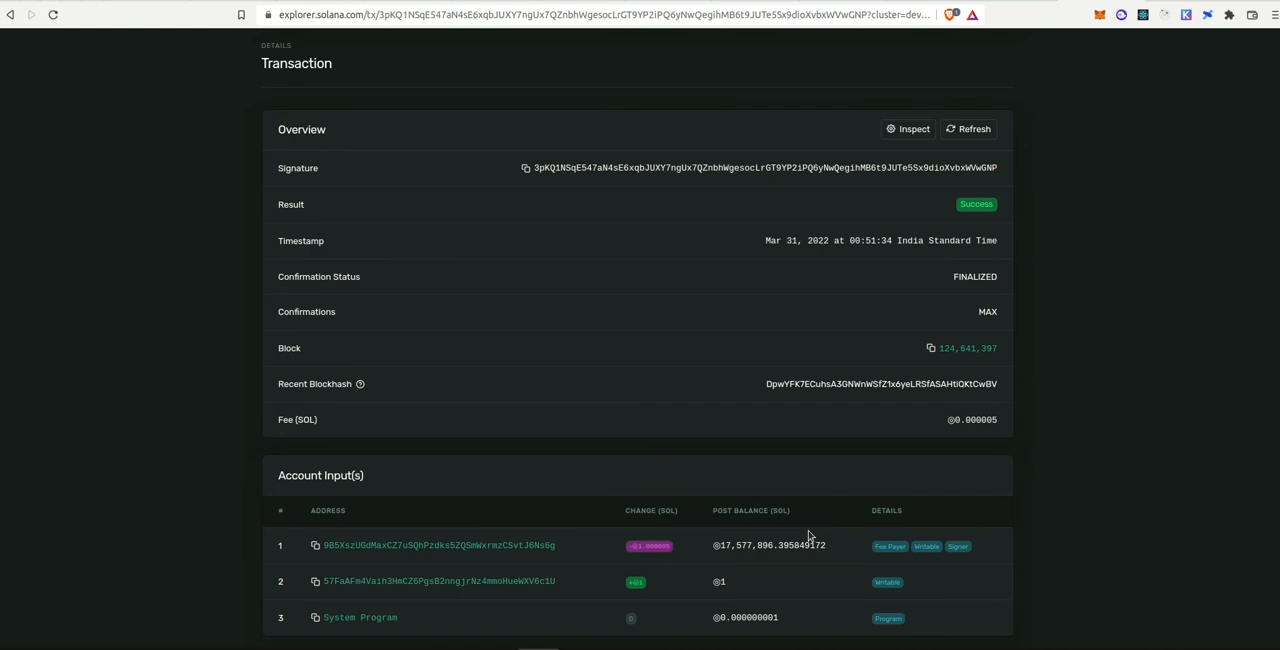 explorer.solana.com/tx/3pKQ1NSqE547aN4sE6xqbJUXY7ngUx7QZnbhWgesocLrGT9YP2iPQ6yNwQegihMB6t9JUTe5Sx9dioXvbxWVwGNP?cluster=dev...
1
DETAILS
Transaction
Overview
Inspect
Refresh
Signature
3pKQ1NSqE547aN4sE6xqbJUXY7ngUx7QZnbhWgesocLrGT9YP2iPQ6yNwQegihMB6t9JUTe5Sx9dioXvbxWVwGNP
Result
Success
Timestamp
Mar 31, 2022 at 00:51:34 India Standard Time
Confirmation Status
FINALIZED
Confirmations
MAX
Block
124,641,397
Recent Blockhash
DpwYFK7ECuhsA3GNWnWSfZ1x6yeLRSfASAHtiQKtCwBV
Fee (SOL)
◎0.000005
Account Input(s)
# ADDRESS CHANGE (SOL) POST BALANCE (SOL) DETAILS
1 9B5XszUGdMaxCZ7uSQhPzdks5ZQSmWxrmzCSvtJ6Ns6g -◎1.000005 ◎17,577,896.395849172 Fee Payer Writable Signer
2 57FaAFm4Vaih3HmCZ6PgsB2nngjrNz4mmoHueWXV6c1U +◎1 ◎1 Writable
3 System Program 0 ◎0.000000001 Program